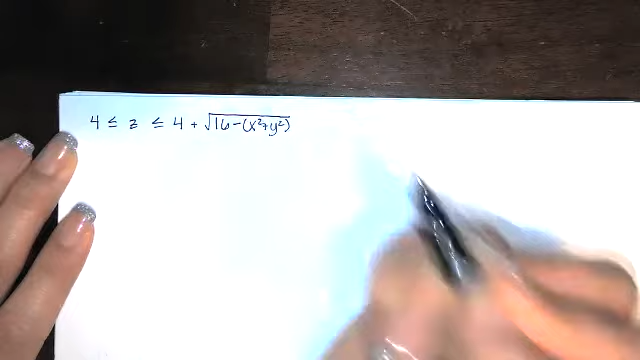 4 ≤ z ≤ 4 + √16-(x²+y²)